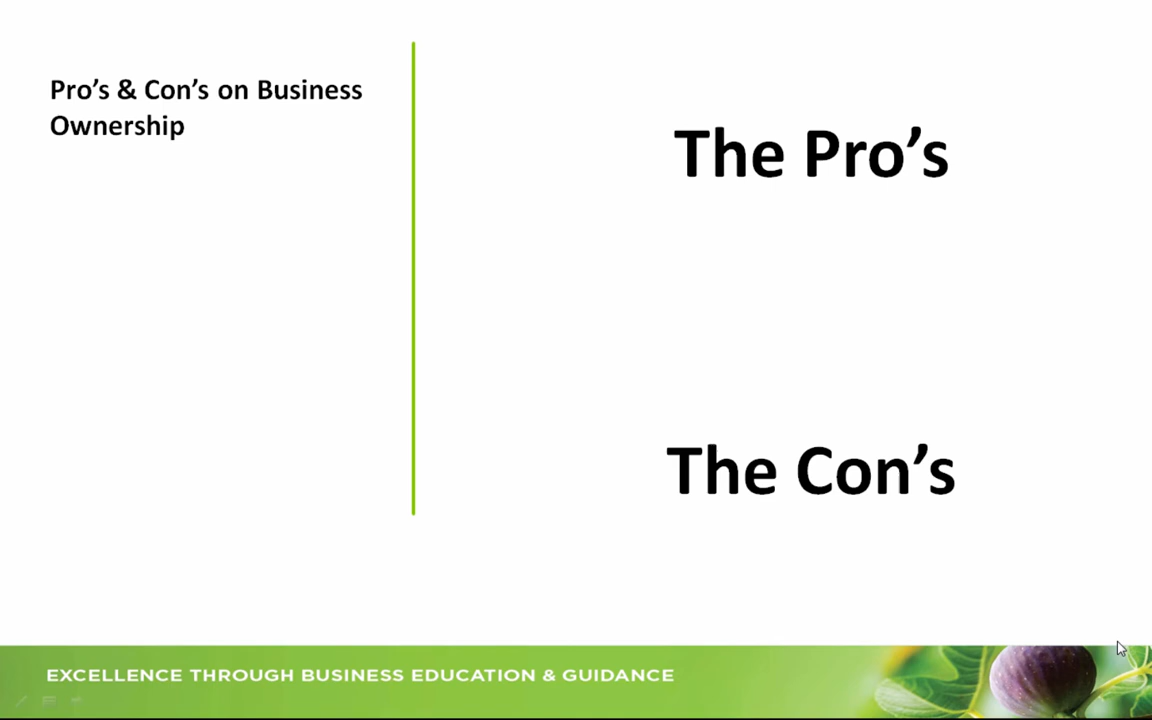 Pro’s & Con’s on Business
Ownership
The Pro’s
The Con’s
EXCELLENCE THROUGH BUSINESS EDUCATION & GUIDANCE